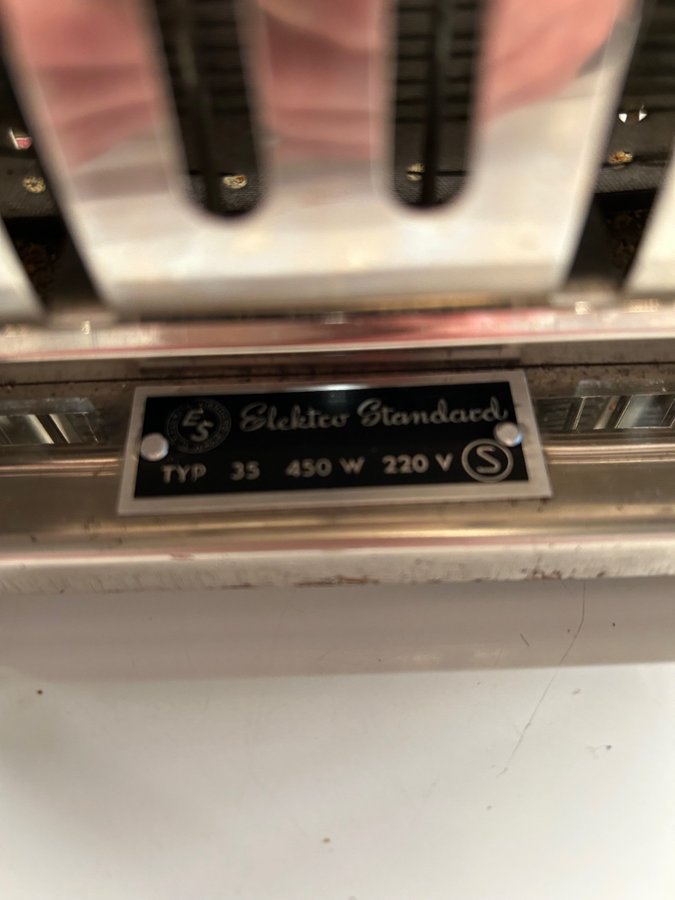 ES Elektro Standard
TYP 35 450 W 220 V S